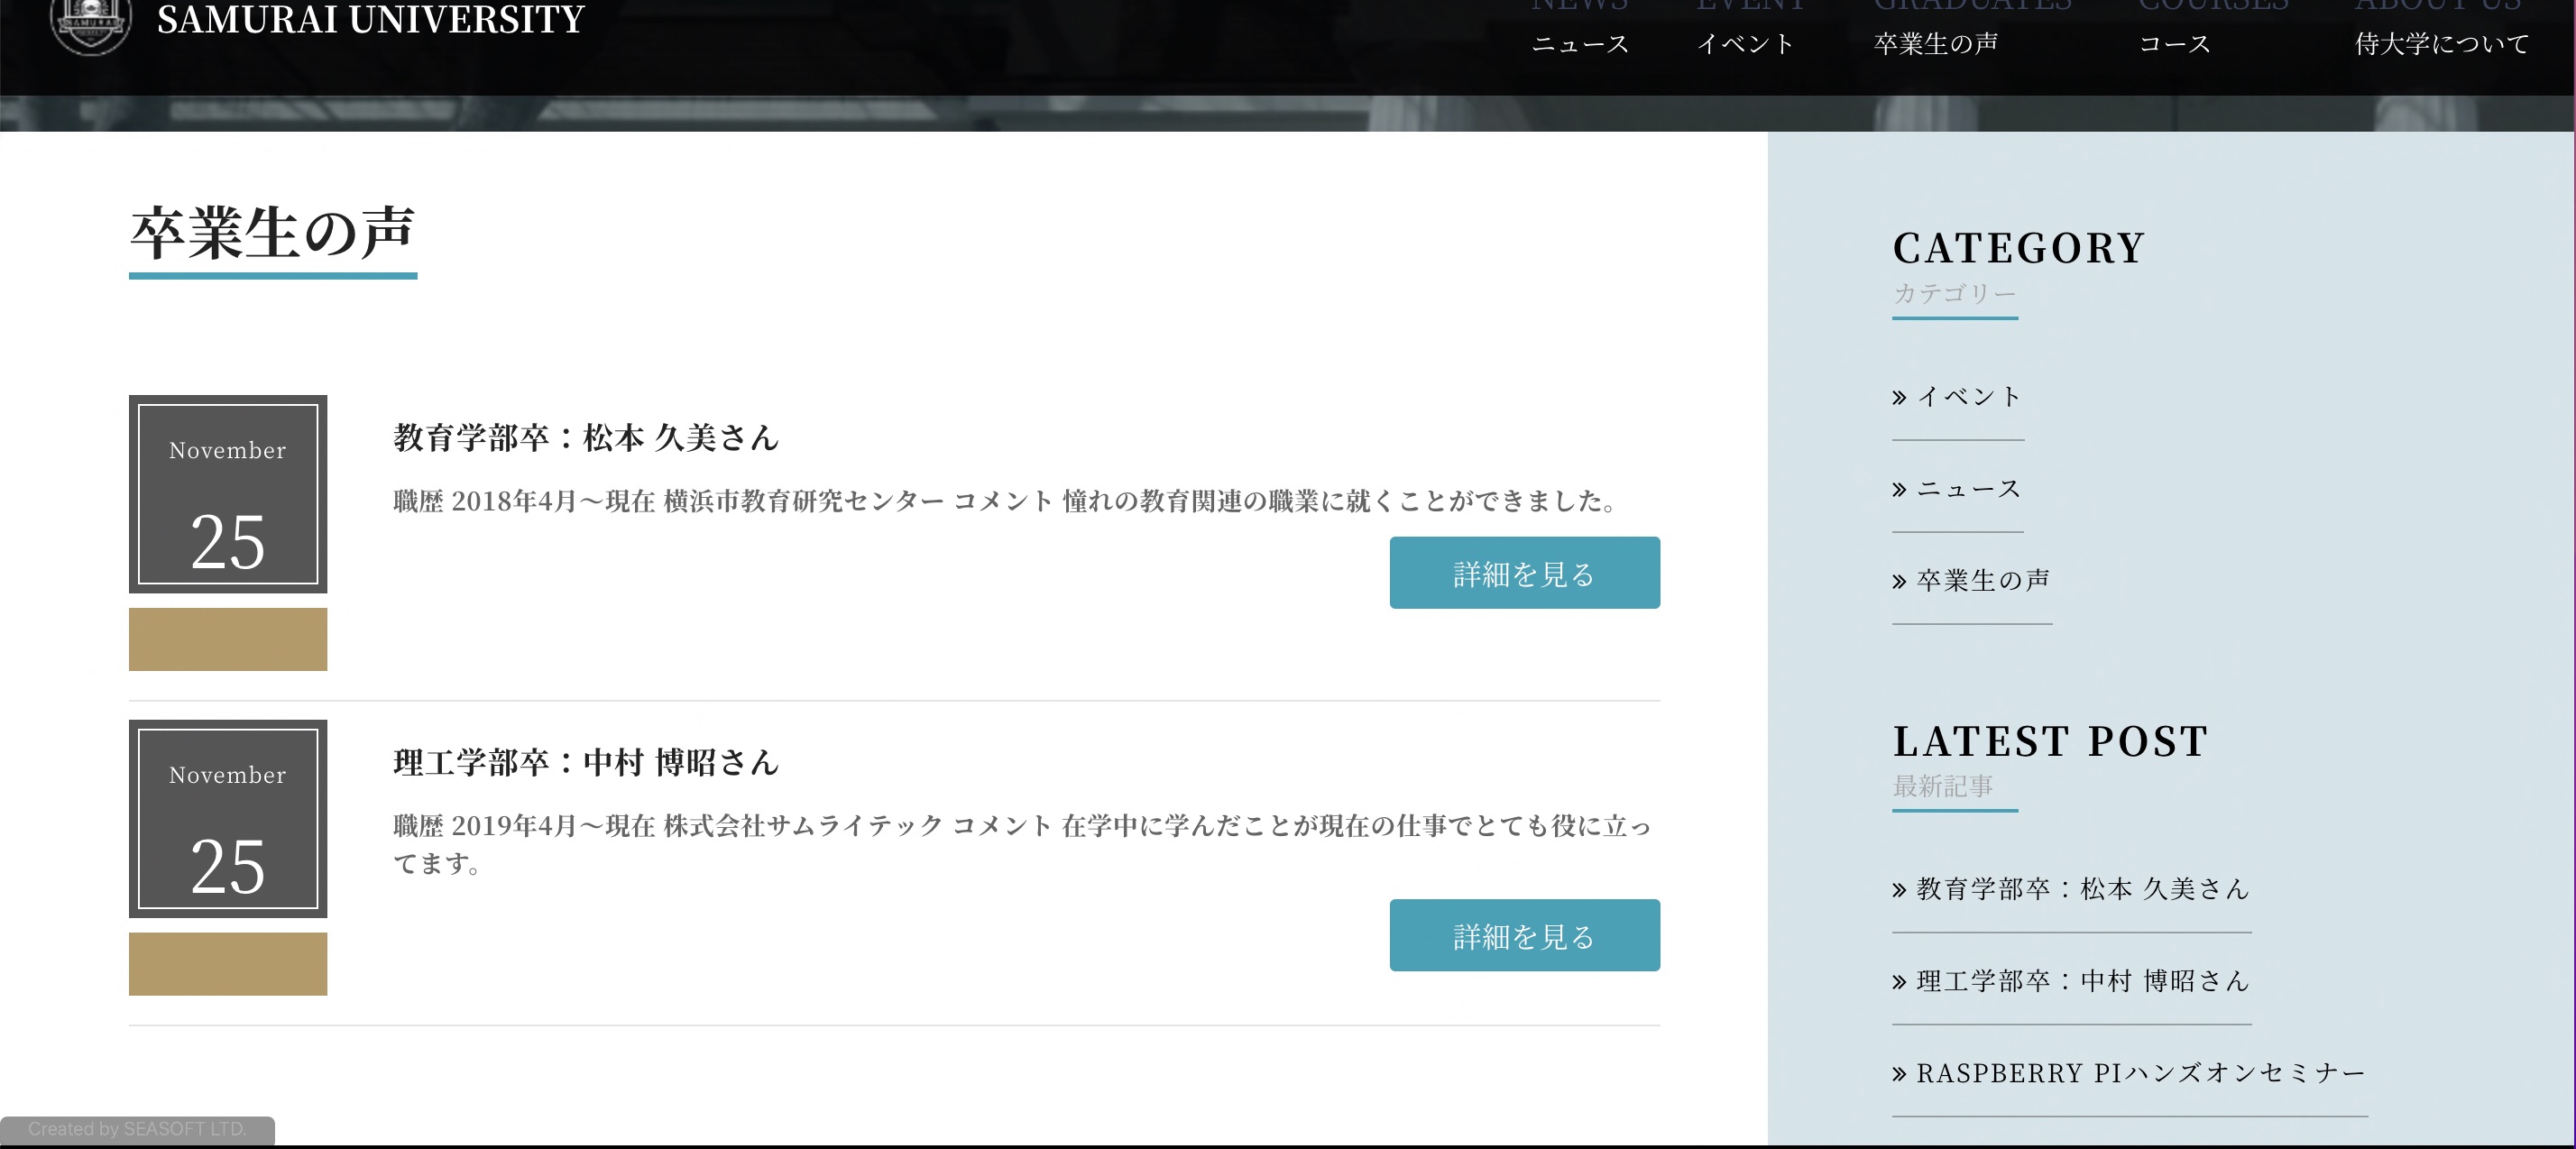 SAMURAI UNIVERSITY
NEWS
ニュース
EVENT
イベント
GRADUATES
卒業生の声
COURSES
コース
ABOUT US
侍大学について
卒業生の声
November
25
教育学部卒：松本 久美さん
職歴 2018年4月〜現在 横浜市教育研究センター コメント 憧れの教育関連の職業に就くことができました。
詳細を見る
November
25
理工学部卒：中村 博昭さん
職歴 2019年4月〜現在 株式会社サムライテック コメント 在学中に学んだことが現在の仕事でとても役に立っ
てます。
詳細を見る
CATEGORY
カテゴリー
» イベント
» ニュース
» 卒業生の声
LATEST POST
最新記事
» 教育学部卒：松本 久美さん
» 理工学部卒：中村 博昭さん
» RASPBERRY PIハンズオンセミナー
Created by SEASOFT LTD.